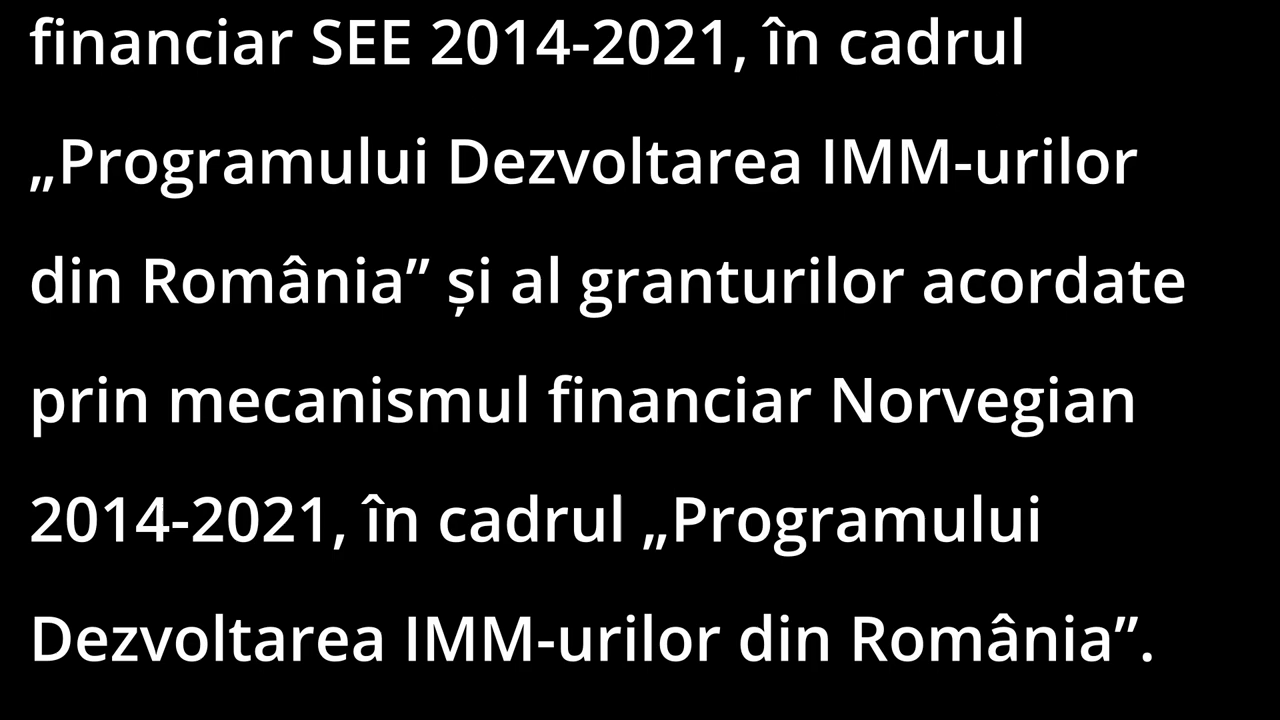 financiar SEE 2014-2021, în cadrul
„Programului Dezvoltarea IMM-urilor
din România” și al granturilor acordate
prin mecanismul financiar Norvegian
2014-2021, în cadrul „Programului
Dezvoltarea IMM-urilor din România”.